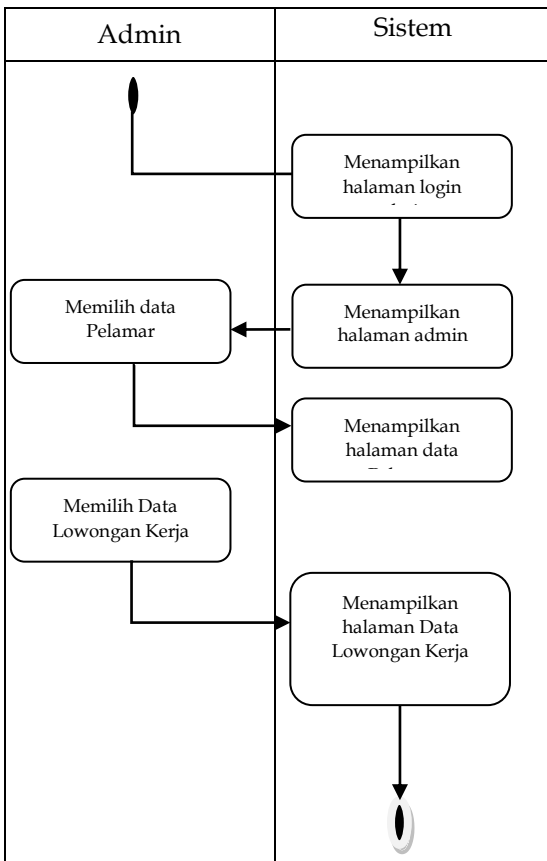 Admin
Sistem
Menampilkan
halaman login
Memilih data
Pelamar
Menampilkan
halaman admin
Menampilkan
halaman data
Memilih Data
Lowongan Kerja
Menampilkan
halaman Data
Lowongan Kerja